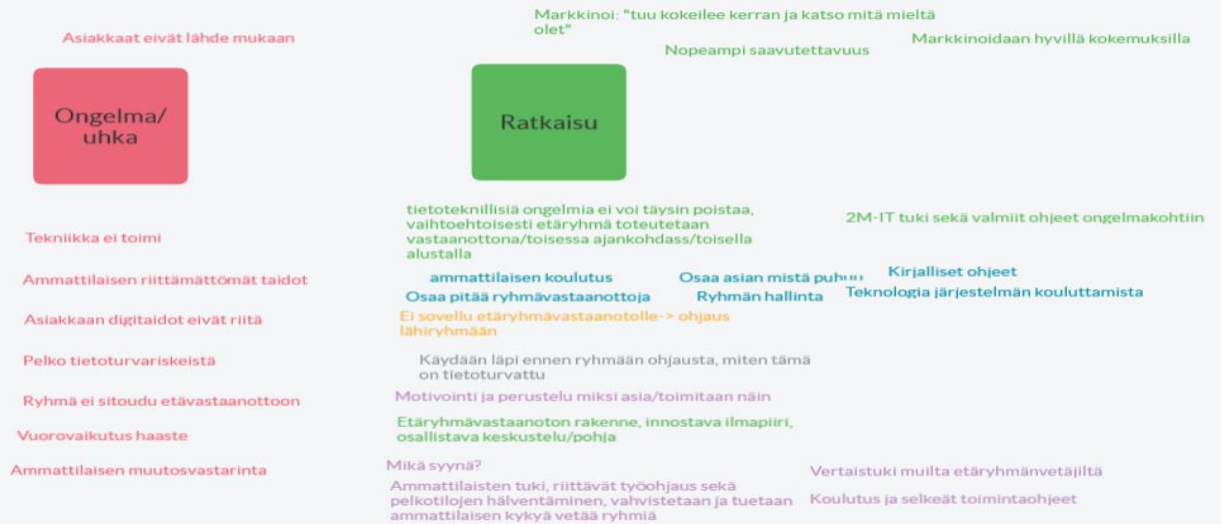 Markkinoi: "tuu kokeilee kerran ja katso mitä mieltä
olet"
Asiakkaat eivät lähde mukaan
Nopeampi saavutettavuus
Markkinoidaan hyvillä kokemuksilla
Ongelma/
uhka
Ratkaisu
tietoteknillisiä ongelmia ei voi täysin poistaa,
vaihtoehtoisesti etäryhmä toteutetaan
vastaanottona/toisessa ajankohdass/toisella
alustalla
2M-IT tuki sekä valmiit ohjeet ongelmakohtiin
Tekniikka ei toimi
Ammattilaisen riittämättömät taidot
ammattilaisen koulutus
Osaa asian mistä puhuu
Kirjalliset ohjeet
Osaa pitää ryhmävastaanottoja
Ryhmän hallinta
Teknologia järjestelmän kouluttamista
Asiakkaan digitaidot eivät riitä
Ei sovellu etäryhmävastaanotolle-> ohjaus
lähiryhmään
Pelko tietoturvariskeistä
Käydään läpi ennen ryhmään ohjausta, miten tämä
on tietoturvattu
Ryhmä ei sitoudu etävastaanottoon
Motivointi ja perustelu miksi asia/toimitaan näin
Vuorovaikutus haaste
Etäryhmävastaanoton rakenne, innostava ilmapiiri,
osallistava keskustelu/pohja
Ammattilaisen muutosvastarinta
Mikä syynä?
Ammattilaisten tuki, riittävät työohjaus sekä
pelkotilojen hälventäminen, vahvistetaan ja tuetaan
ammattilaisen kykyä vetää ryhmiä
Vertaistuki muilta etäryhmänvetäjiltä
Koulutus ja selkeät toimintaohjeet